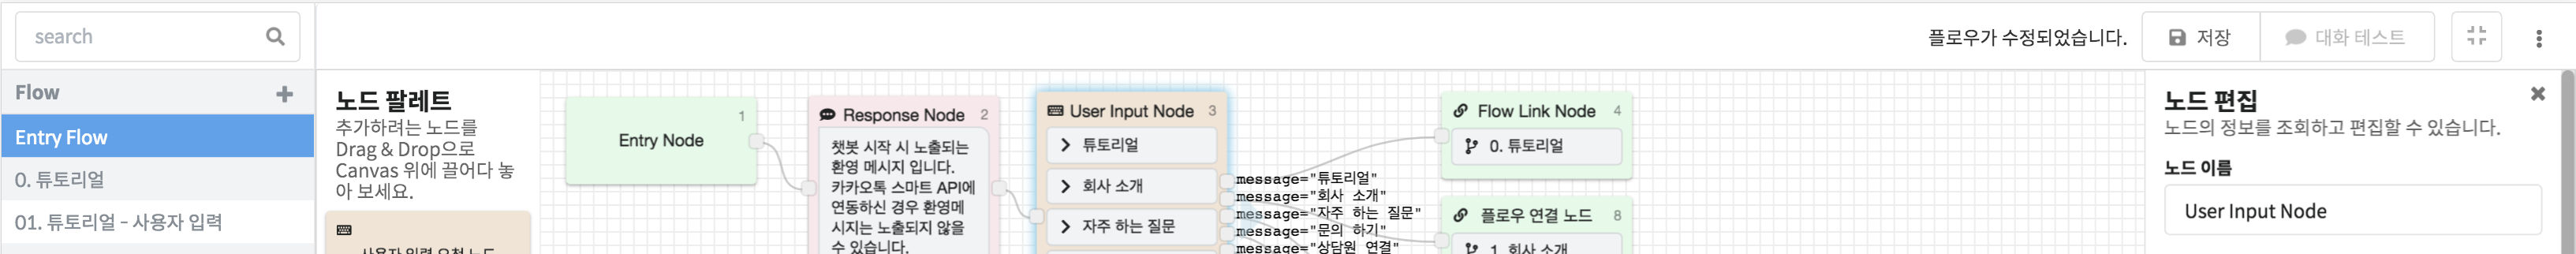 search
플로우가 수정되었습니다.
저장
대화 테스트
Flow
Entry Flow
0. 튜토리얼
01. 튜토리얼 - 사용자 입력
노드 팔레트
추가하려는 노드를
Drag & Drop으로
Canvas 위에 끌어다 놓
아 보세요.
사용자 입력 요청 노드
1
Entry Node
Response Node 2
챗봇 시작 시 노출되는
환영 메시지 입니다.
카카오톡 스마트 API에
연동하신 경우 환영메
시지는 노출되지 않을
수 있습니다.
User Input Node 3
튜토리얼
회사 소개
자주 하는 질문
message="튜토리얼"
message="회사 소개"
message="자주 하는 질문"
message="문의 하기"
message="상담원 연결"
Flow Link Node 4
0. 튜토리얼
플로우 연결 노드 8
1. 회사 소개
노드 편집
노드의 정보를 조회하고 편집할 수 있습니다.
노드 이름
User Input Node